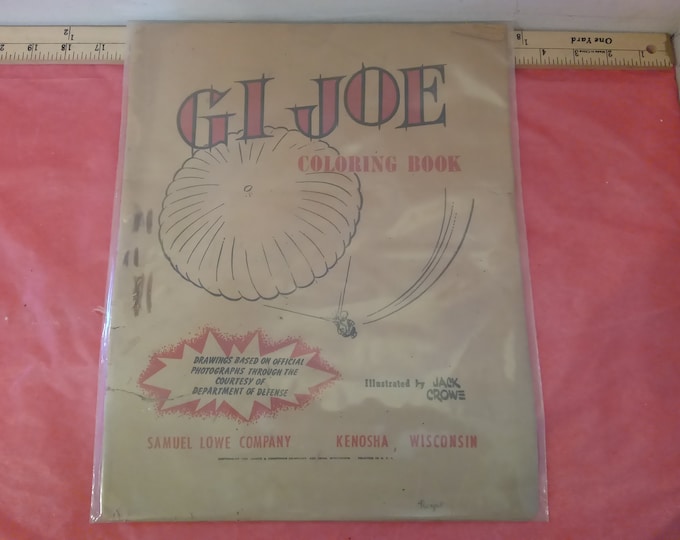 One Yard
GI JOE
COLORING BOOK
DRAWINGS BASED ON OFFICIAL
PHOTOGRAPHS THROUGH THE
COURTESY OF
DEPARTMENT OF DEFENSE
Illustrated by JACK
CROWE
SAMUEL LOWE COMPANY KENOSHA, WISCONSIN